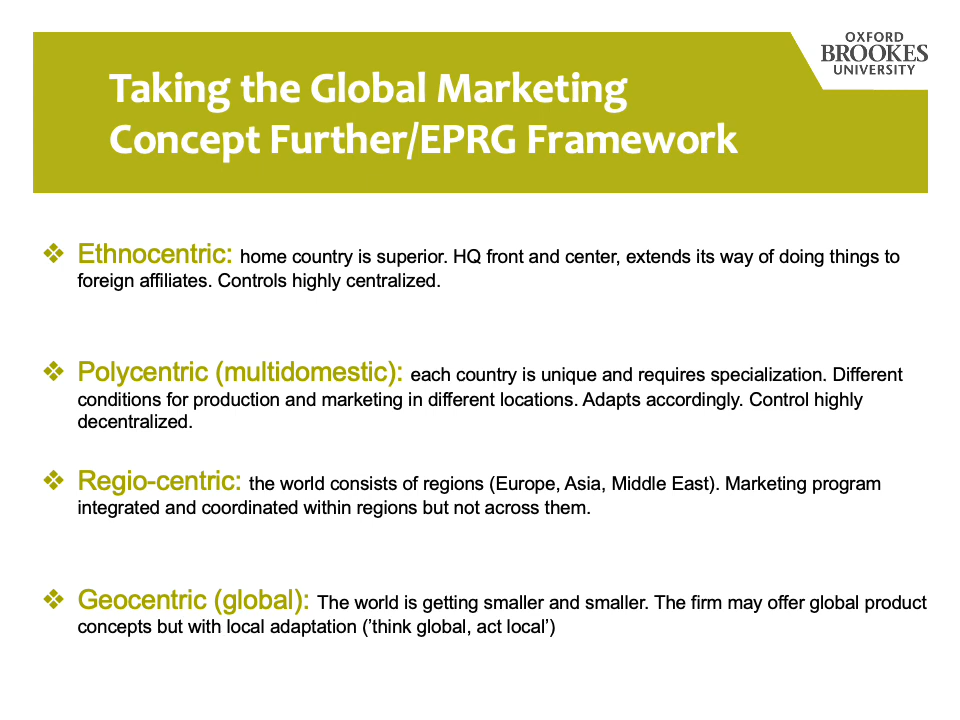 OXFORD
BROOKES
UNIVERSITY
Taking the Global Marketing
Concept Further/EPRG Framework
❖ Ethnocentric: home country is superior. HQ front and center, extends its way of doing things to
foreign affiliates. Controls highly centralized.
❖ Polycentric (multidomestic): each country is unique and requires specialization. Different
conditions for production and marketing in different locations. Adapts accordingly. Control highly
decentralized.
❖ Regio-centric: the world consists of regions (Europe, Asia, Middle East). Marketing program
integrated and coordinated within regions but not across them.
❖ Geocentric (global): The world is getting smaller and smaller. The firm may offer global product
concepts but with local adaptation (’think global, act local’)